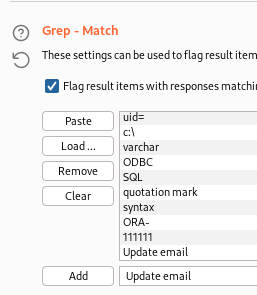 Grep - Match
These settings can be used to flag result item
Flag result items with responses matchin
Paste
Load ...
Remove
Clear
uid=
c:\
varchar
ODBC
SQL
quotation mark
syntax
ORA-
111111
Update email
Add
Update email